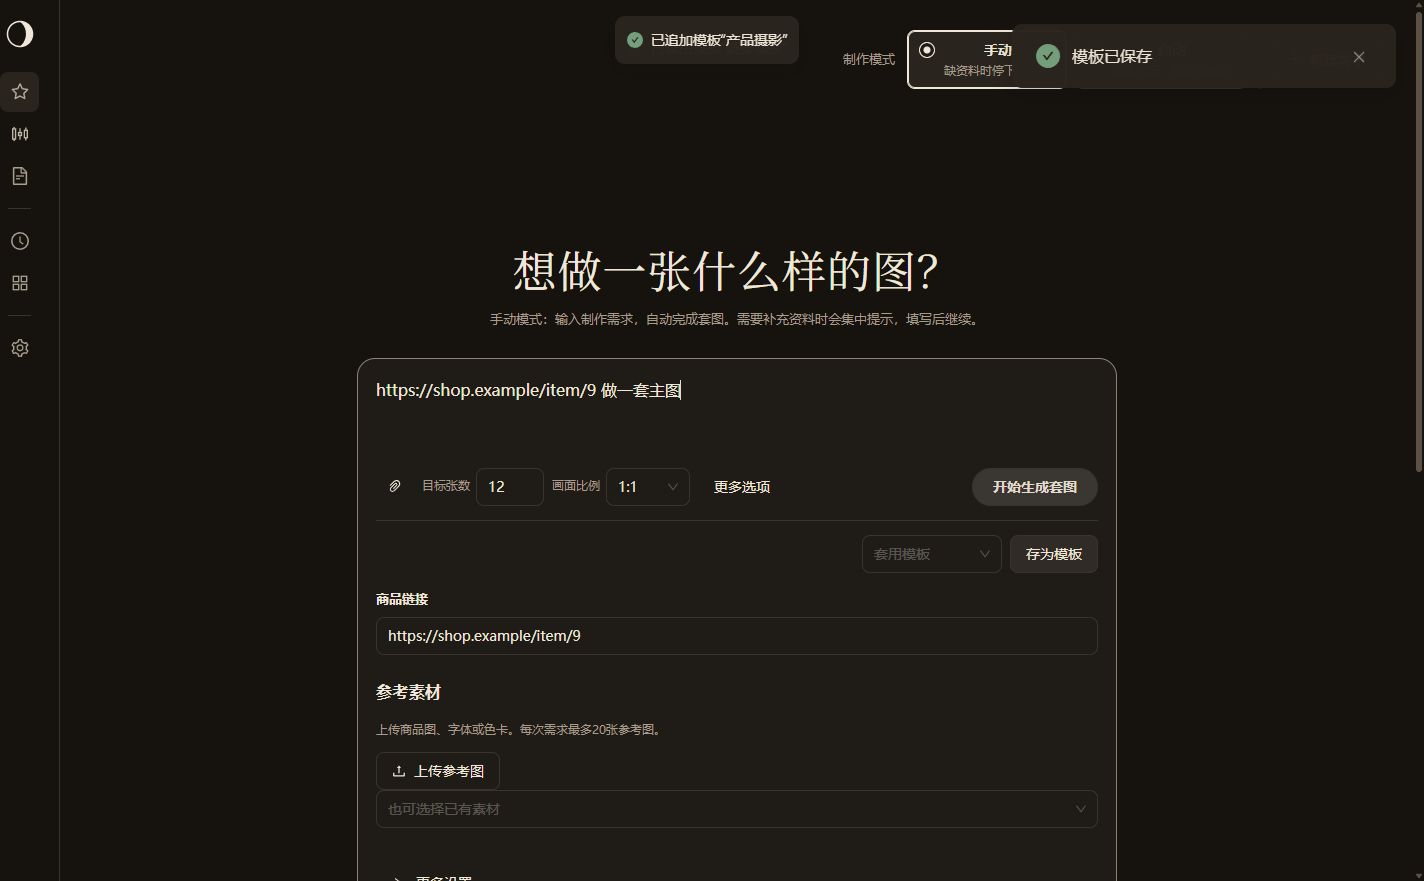 已追加模板“产品摄影”
制作模式
手动
缺资料时停下
模板已保存
想做一张什么样的图?
手动模式：输入制作需求，自动完成套图。需要补充资料时会集中提示，填写后继续。
https://shop.example/item/9 做一套主图
目标张数
12
画面比例
1:1
更多选项
开始生成套图
套用模板
存为模板
商品链接
https://shop.example/item/9
参考素材
上传商品图、字体或色卡。每次需求最多20张参考图。
上传参考图
也可选择已有素材
更多设置